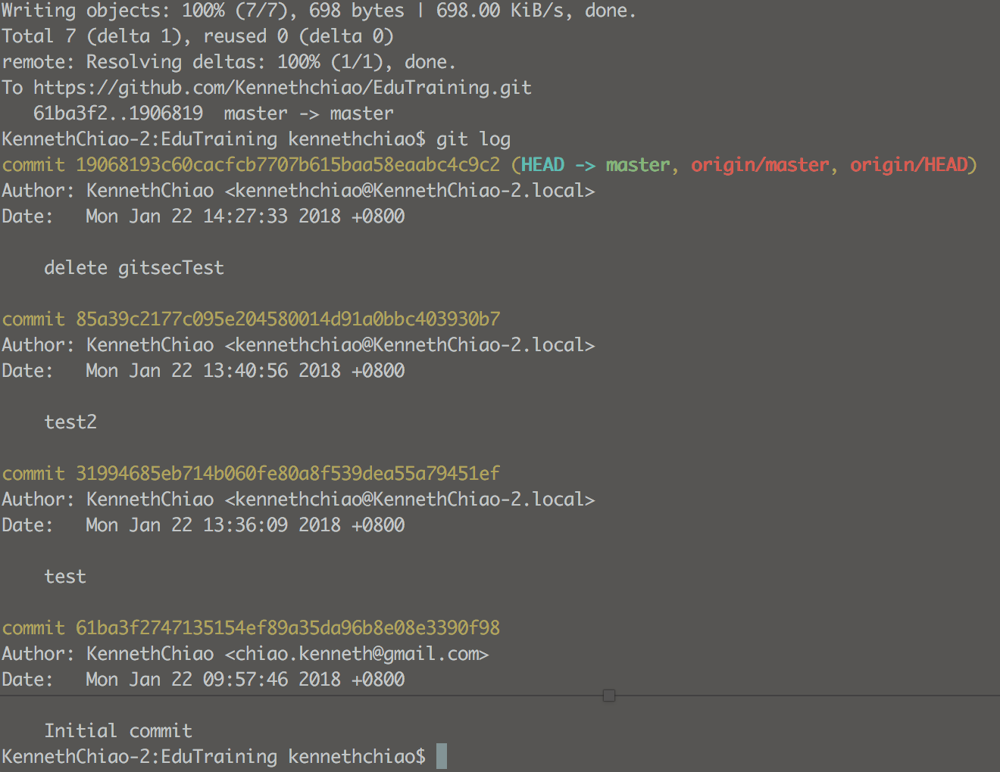 Writing objects: 100% (7/7), 698 bytes | 698.00 KiB/s, done.
Total 7 (delta 1), reused 0 (delta 0)
remote: Resolving deltas: 100% (1/1), done.
To https://github.com/Kennethchiao/EduTraining.git
   61ba3f2..1906819  master -> master
KennethChiao-2:EduTraining kennethchiao$ git log
commit 19068193c60cacfcb7707b615baa58eaabc4c9c2 (HEAD -> master, origin/master, origin/HEAD)
Author: KennethChiao <kennethchiao@KennethChiao-2.local>
Date:   Mon Jan 22 14:27:33 2018 +0800

    delete gitsecTest

commit 85a39c2177c095e204580014d91a0bbc403930b7
Author: KennethChiao <kennethchiao@KennethChiao-2.local>
Date:   Mon Jan 22 13:40:56 2018 +0800

    test2

commit 31994685eb714b060fe80a8f539dea55a79451ef
Author: KennethChiao <kennethchiao@KennethChiao-2.local>
Date:   Mon Jan 22 13:36:09 2018 +0800

    test

commit 61ba3f2747135154ef89a35da96b8e08e3390f98
Author: KennethChiao <chiao.kenneth@gmail.com>
Date:   Mon Jan 22 09:57:46 2018 +0800

    Initial commit
KennethChiao-2:EduTraining kennethchiao$